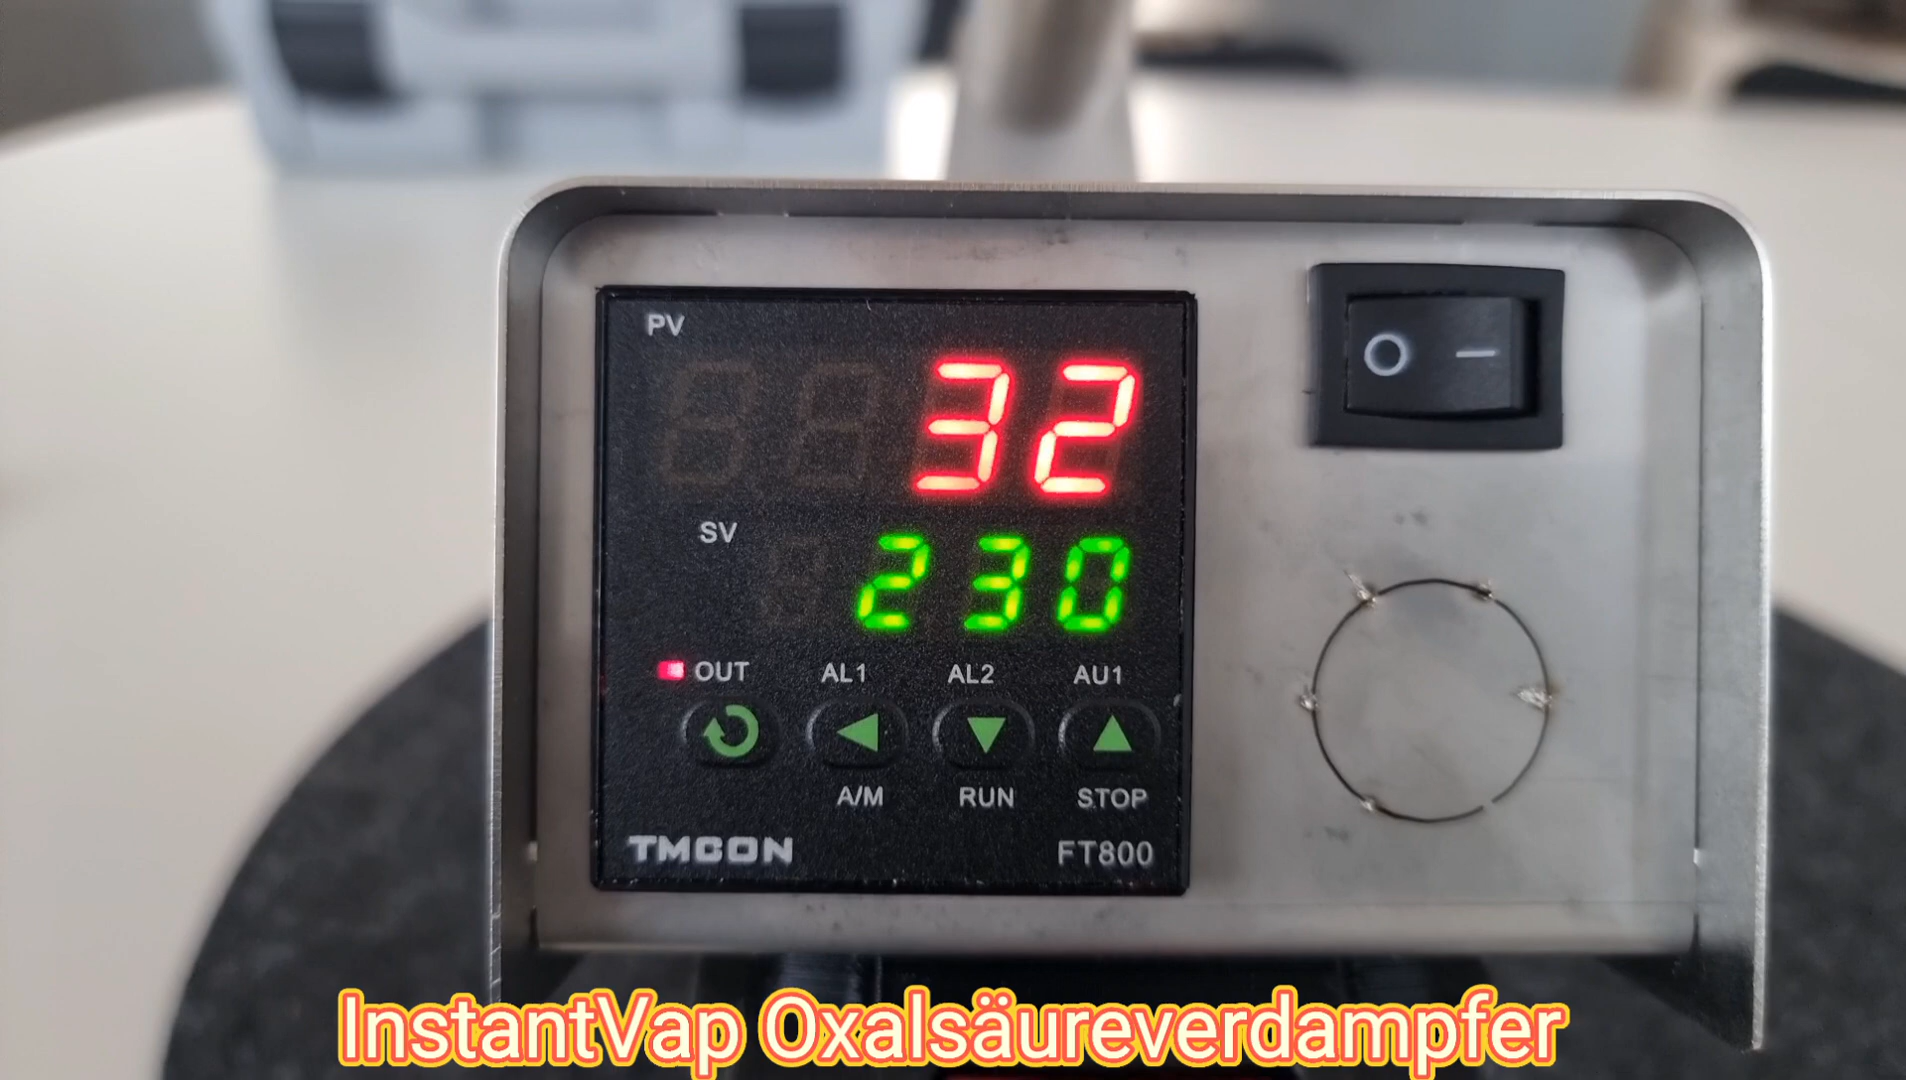 PV
32
SV
230
OUT AL1 AL2 AU1
A/M RUN STOP
TMCON FT800
InstantVap Oxalsäureverdampfer